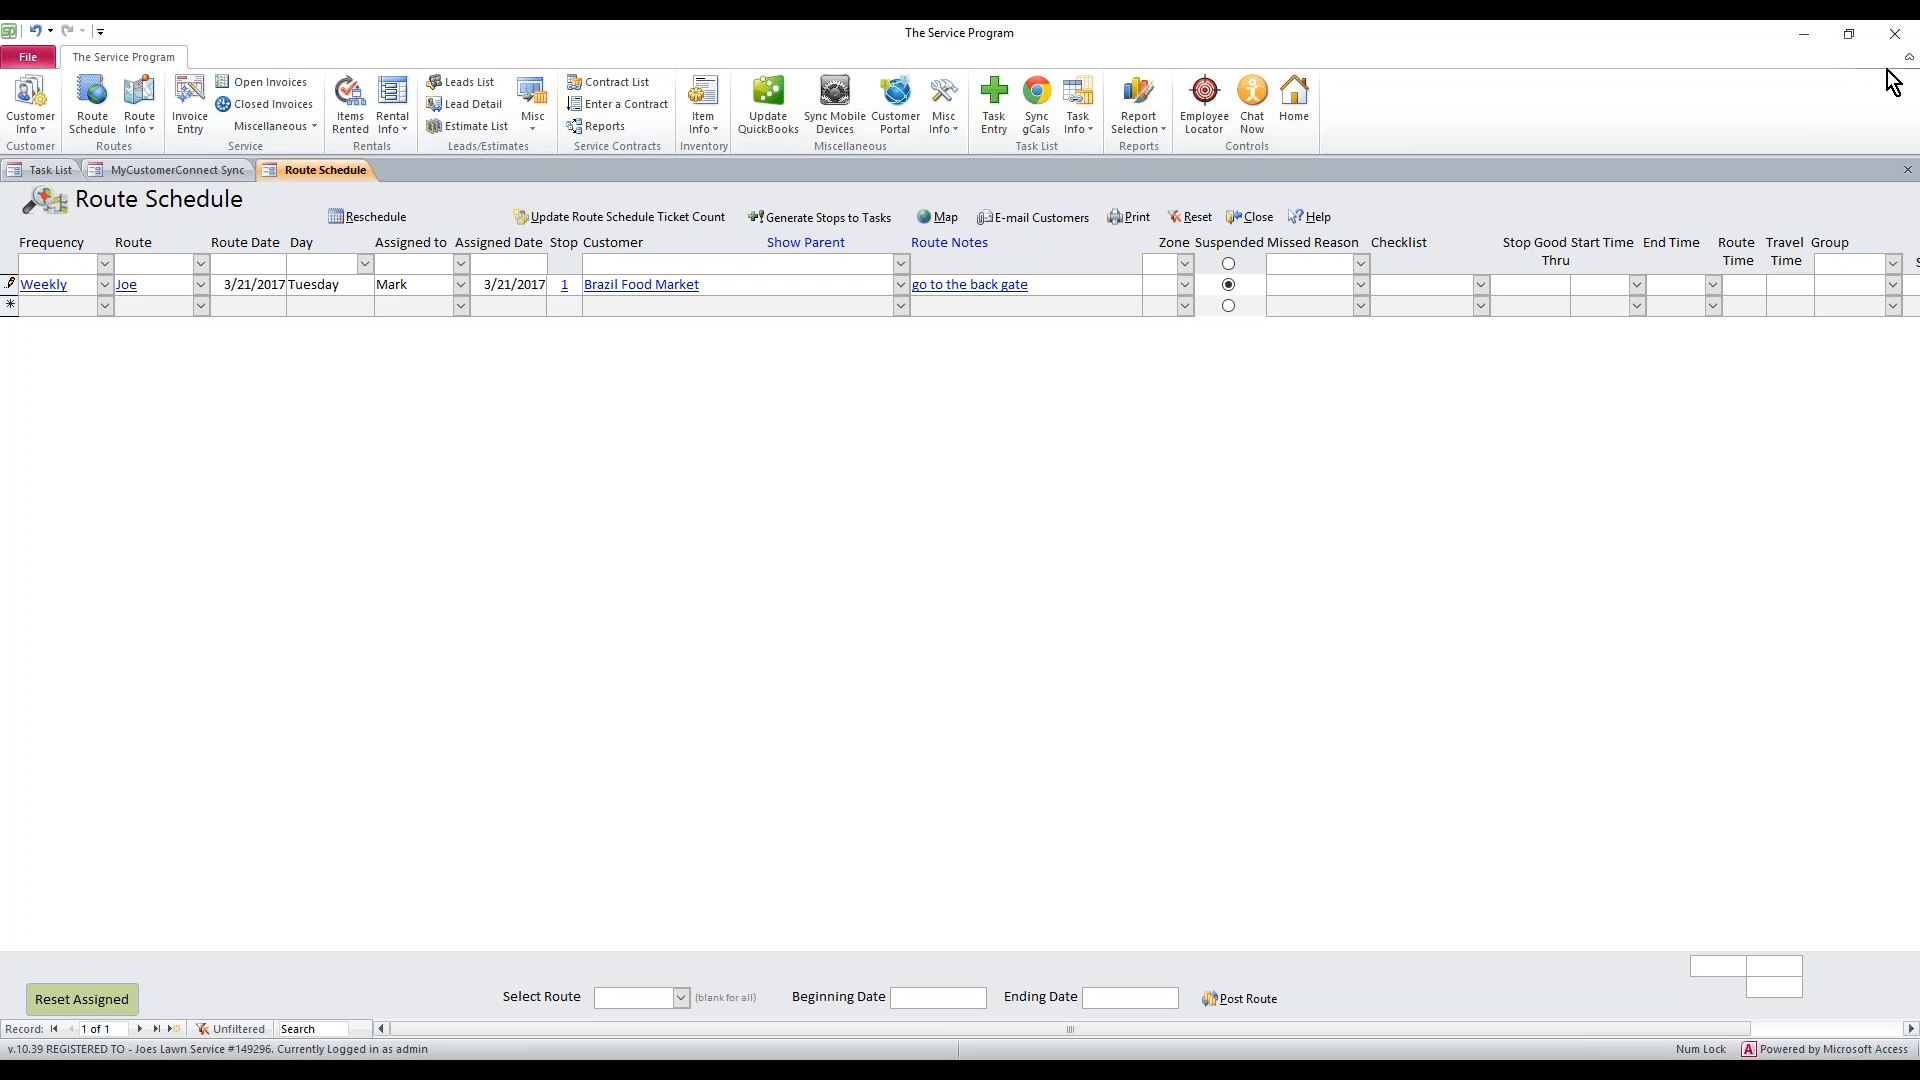 The Service Program
File The Service Program
Customer Info Route Schedule Route Info Invoice Entry Open Invoices Closed Invoices Miscellaneous Items Rented Rental Info Leads List Lead Detail Estimate List Misc Contract List Enter a Contract Reports Item Info Update QuickBooks Sync Mobile Devices Customer Portal Misc Info Task Entry Sync gCals Task Info Report Selection Employee Locator Chat Now Home
Customer Routes Service Rentals Leads/Estimates Service Contracts Inventory Miscellaneous Task List Reports Controls
Task List MyCustomerConnect Sync Route Schedule
Route Schedule
Reschedule Update Route Schedule Ticket Count Generate Stops to Tasks Map E-mail Customers Print Reset Close Help
Frequency Route Route Date Day Assigned to Assigned Date Stop Customer Show Parent Route Notes Zone Suspended Missed Reason Checklist Stop Good Thru Start Time End Time Route Time Travel Time Group
Weekly Joe 3/21/2017 Tuesday Mark 3/21/2017 1 Brazil Food Market go to the back gate
Reset Assigned Select Route (blank for all) Beginning Date Ending Date Post Route
Record: 1 of 1 Unfiltered Search
v.10.39 REGISTERED TO - Joes Lawn Service #149296. Currently Logged in as admin Num Lock Powered by Microsoft Access